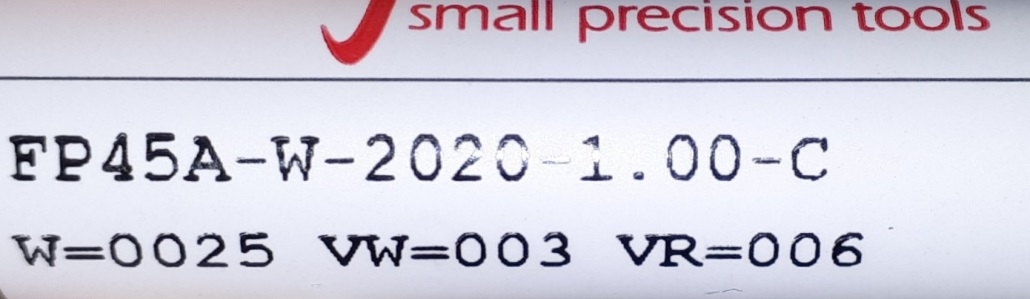 small precision tools
FP45A-W-2020-1.00-C
W=0025 VW=003 VR=006